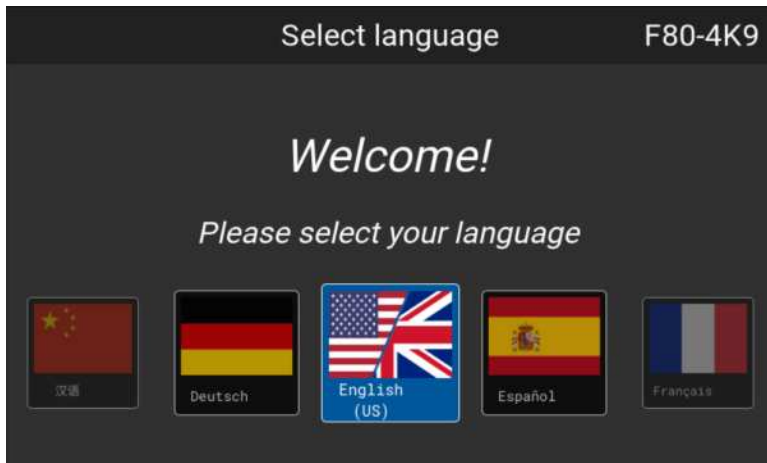 Select language F80-4K9
Welcome!
Please select your language
汉语
Deutsch
English
(US)
Español
Français